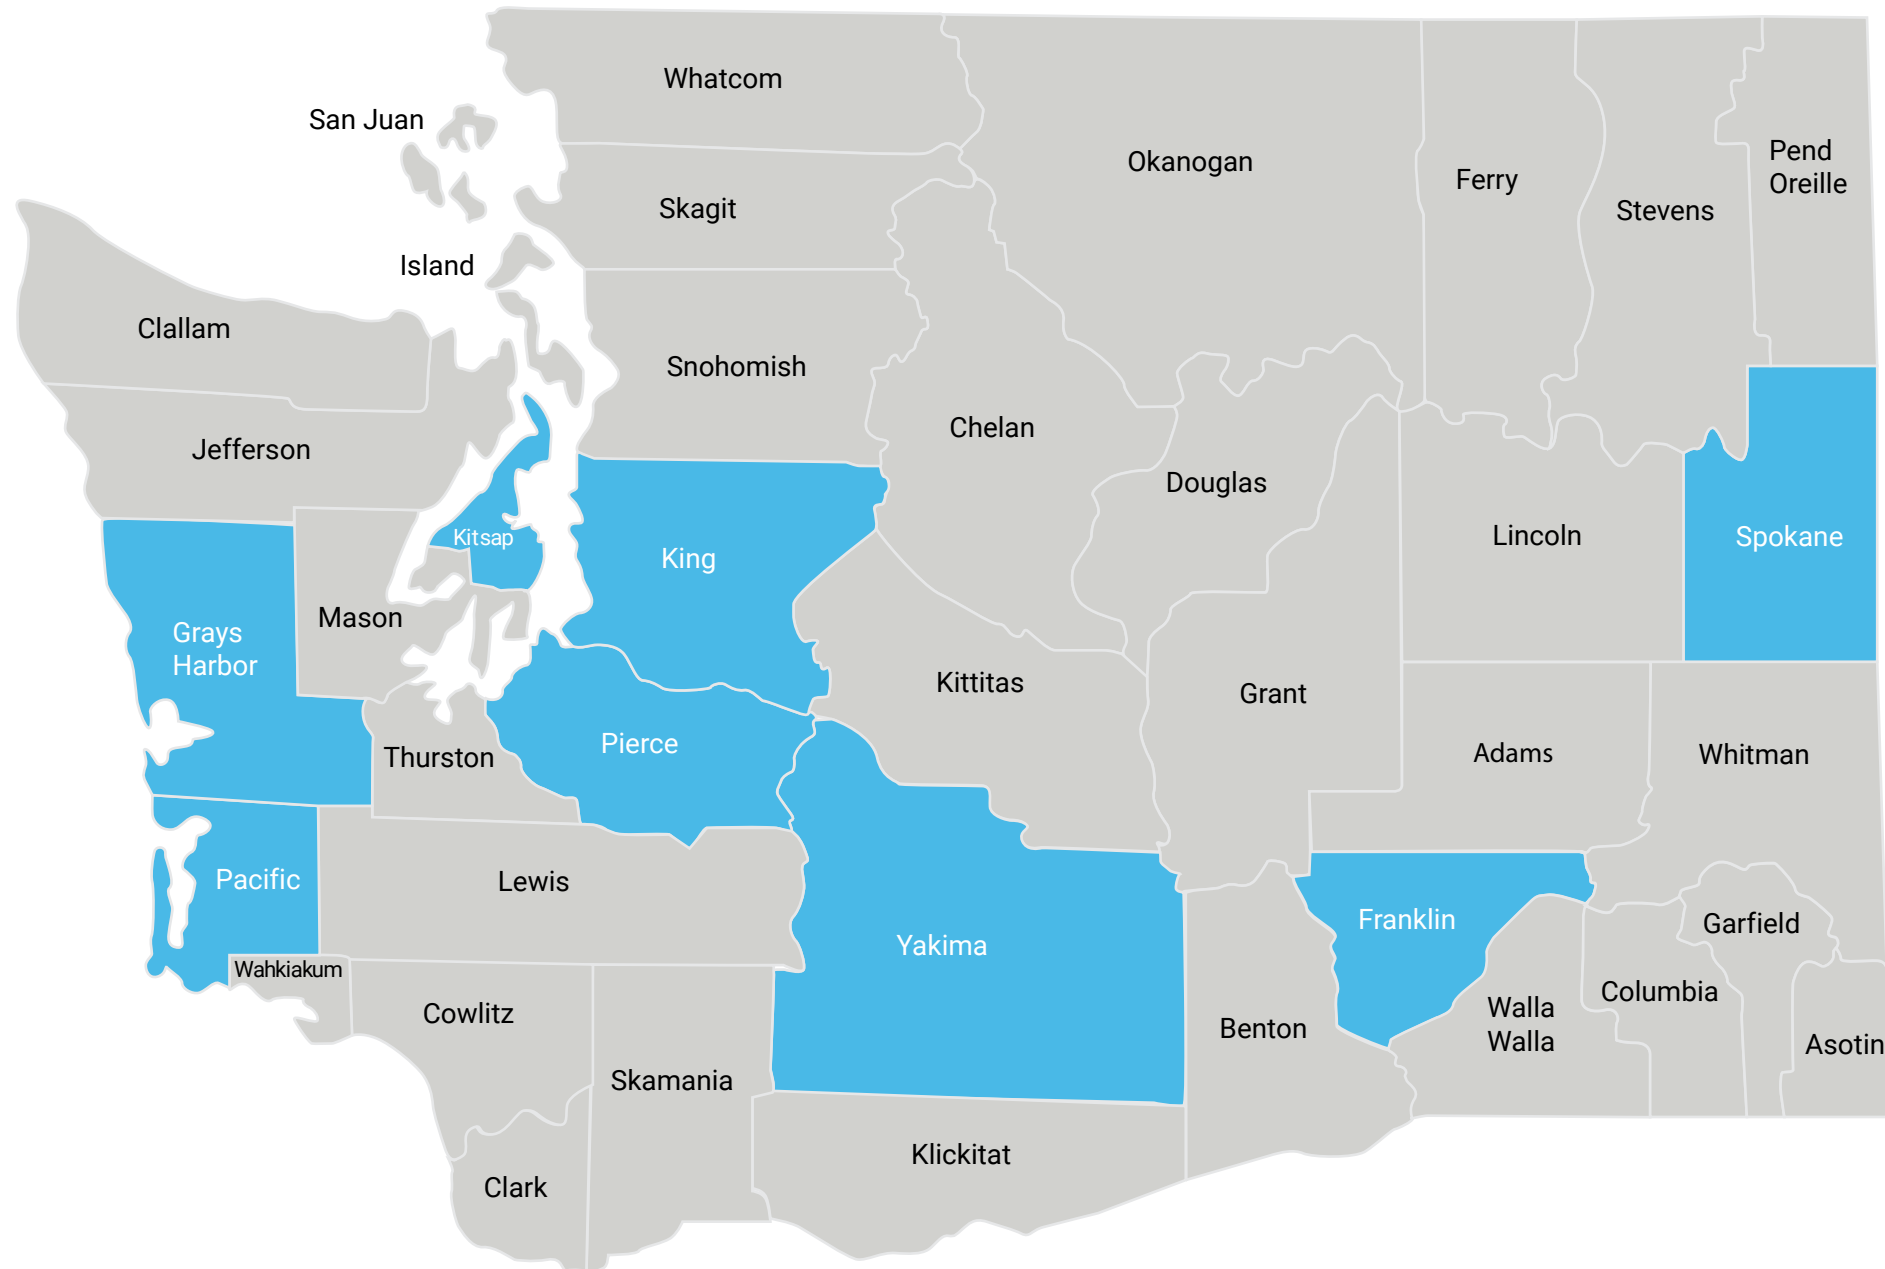 Whatcom
San Juan
Okanogan
Pend
Oreille
Ferry
Skagit
Stevens
Island
Clallam
Snohomish
Chelan
Jefferson
Douglas
Kitsap
Lincoln
Spokane
King
Mason
Grays
Harbor
Kittitas
Grant
Pierce
Adams
Whitman
Thurston
Pacific
Lewis
Franklin
Garfield
Yakima
Wahkiakum
Columbia
Cowlitz
Walla
Walla
Benton
Asotin
Skamania
Klickitat
Clark